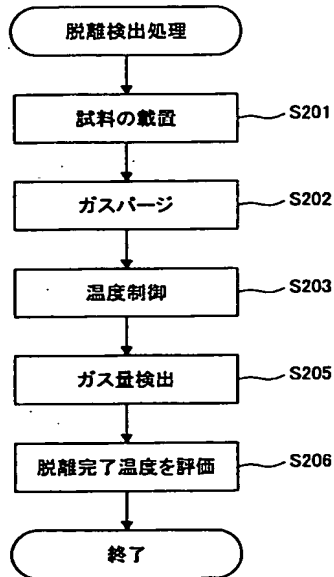 脱離検出処理
試料の載置
S201
ガスパージ
S202
温度制御
S203
ガス量検出
S205
脱離完了温度を評価
S206
終了